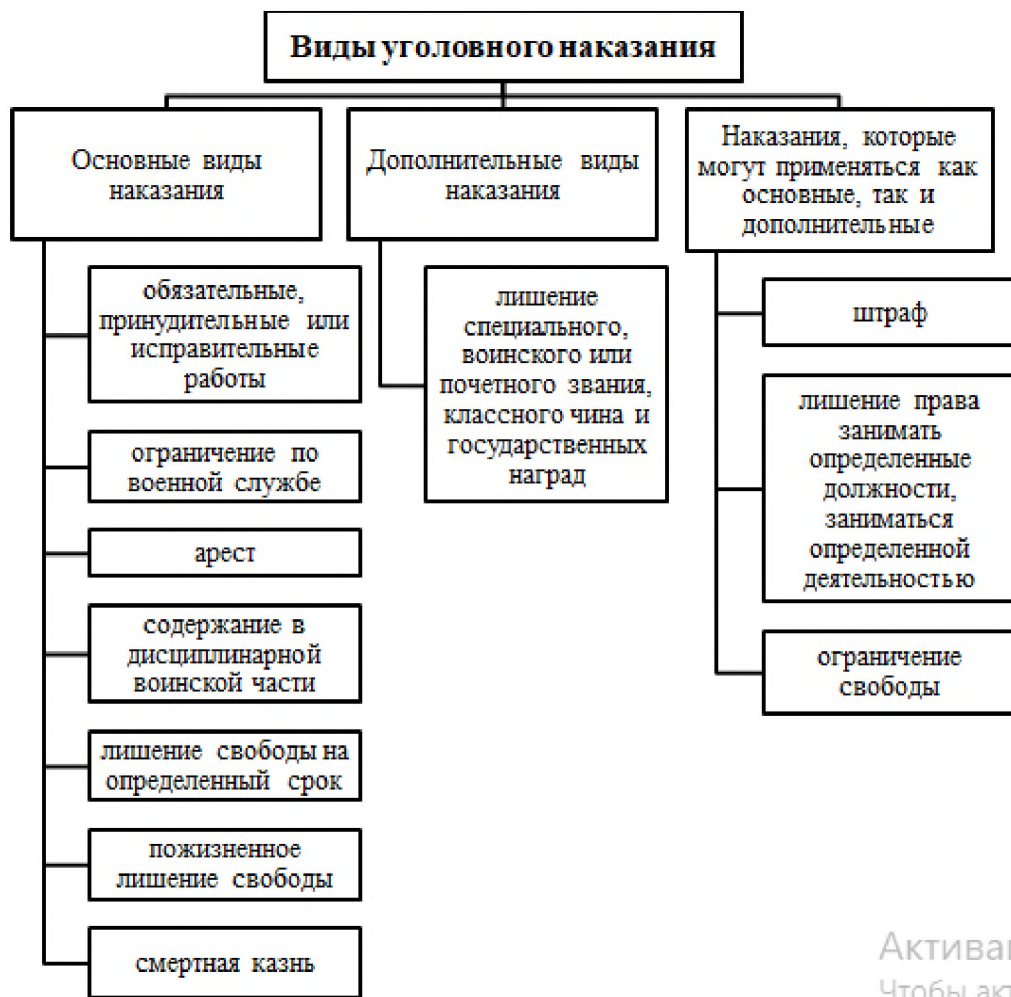 Виды уголовного наказания
Основные виды
наказания
обязательные,
принудительные или
исправительные
работы
ограничение по
военной службе
арест
содержание в
дисциплинарной
воинской части
лишение свободы на
определенный срок
пожизненное
лишение свободы
смертная казнь
Дополнительные виды
наказания
лишение
специального,
воинского или
почетного звания,
классного чина и
государственных
наград
Наказания, которые
могут применяться как
основные, так и
дополнительные
штраф
лишение права
занимать
определенные
должности,
заниматься
определенной
деятельностью
ограничение
свободы
Актива
Чтобы